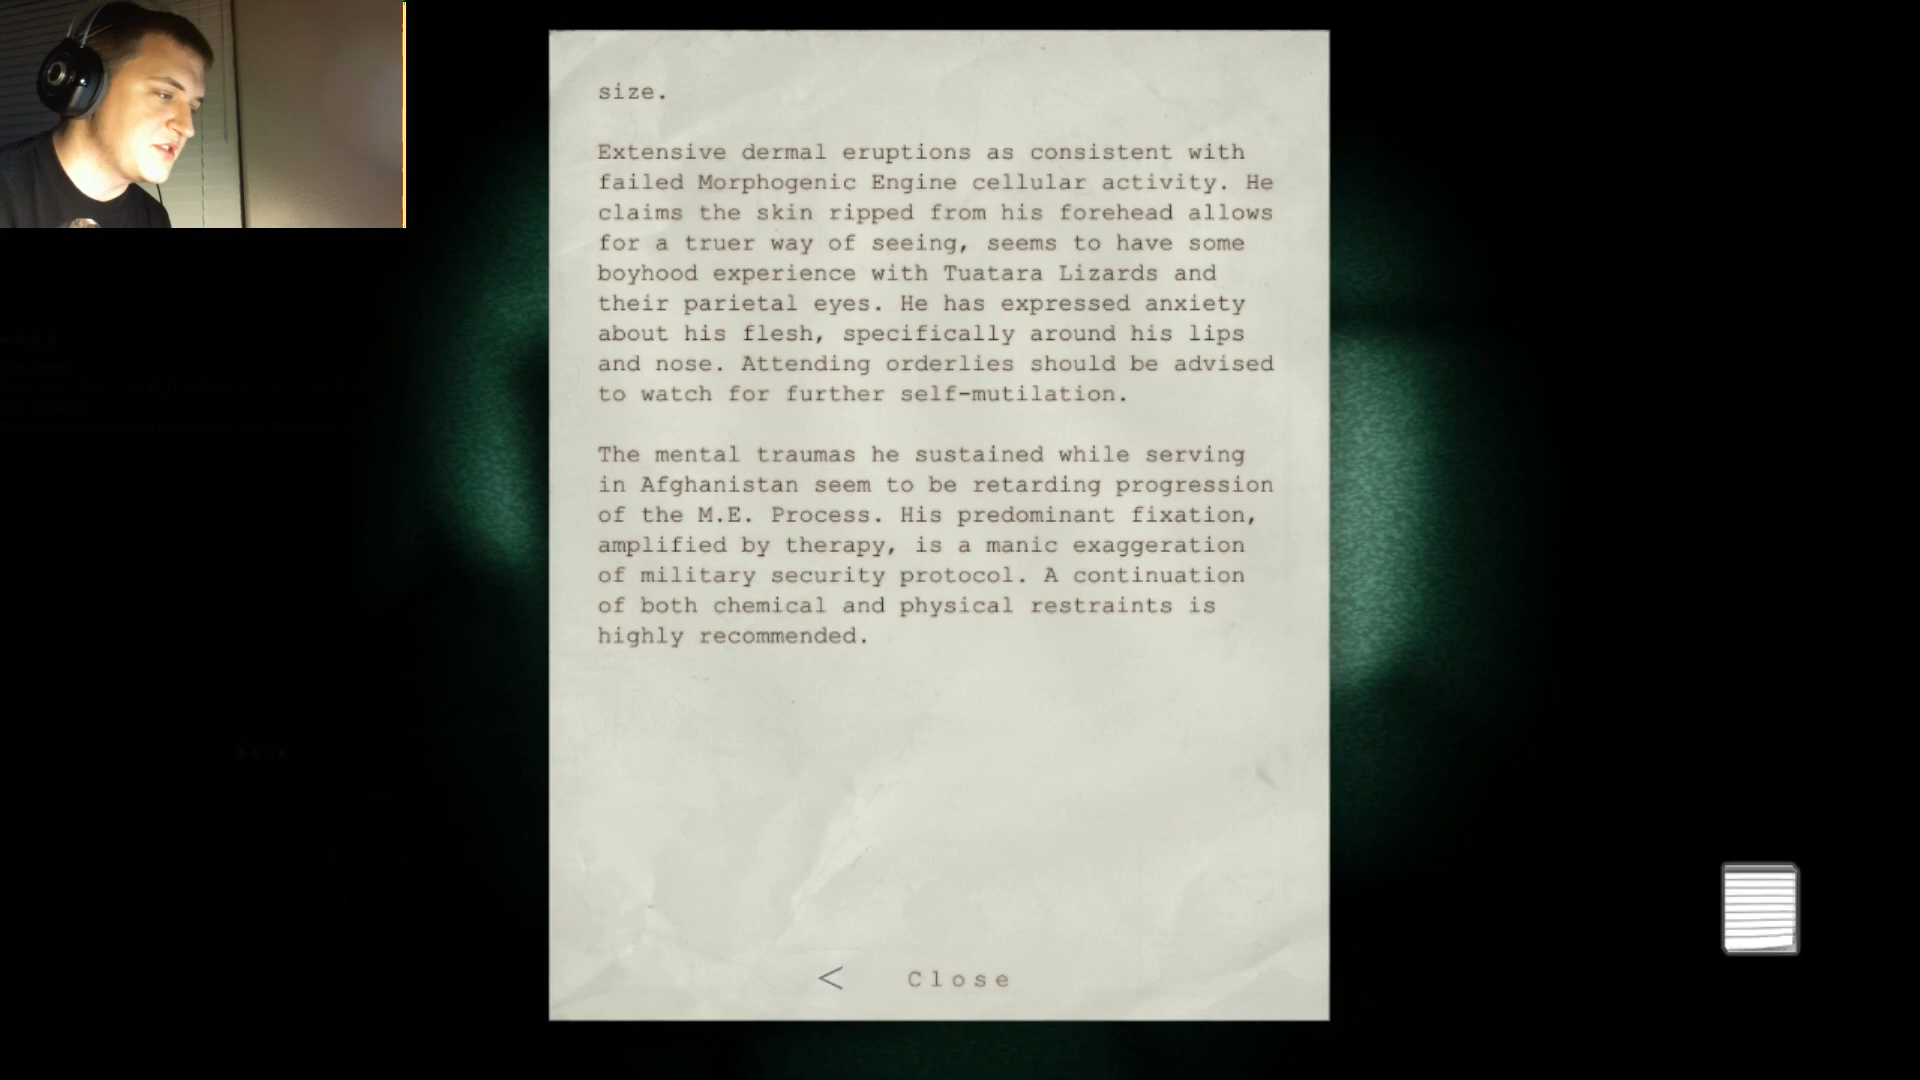 size.
Extensive dermal eruptions as consistent with
failed Morphogenic Engine cellular activity. He
claims the skin ripped from his forehead allows
for a truer way of seeing, seems to have some
boyhood experience with Tuatara Lizards and
their parietal eyes. He has expressed anxiety
about his flesh, specifically around his lips
and nose. Attending orderlies should be advised
to watch for further self-mutilation.
The mental traumas he sustained while serving
in Afghanistan seem to be retarding progression
of the M.E. Process. His predominant fixation,
amplified by therapy, is a manic exaggeration
of military security protocol. A continuation
of both chemical and physical restraints is
highly recommended.
< Close